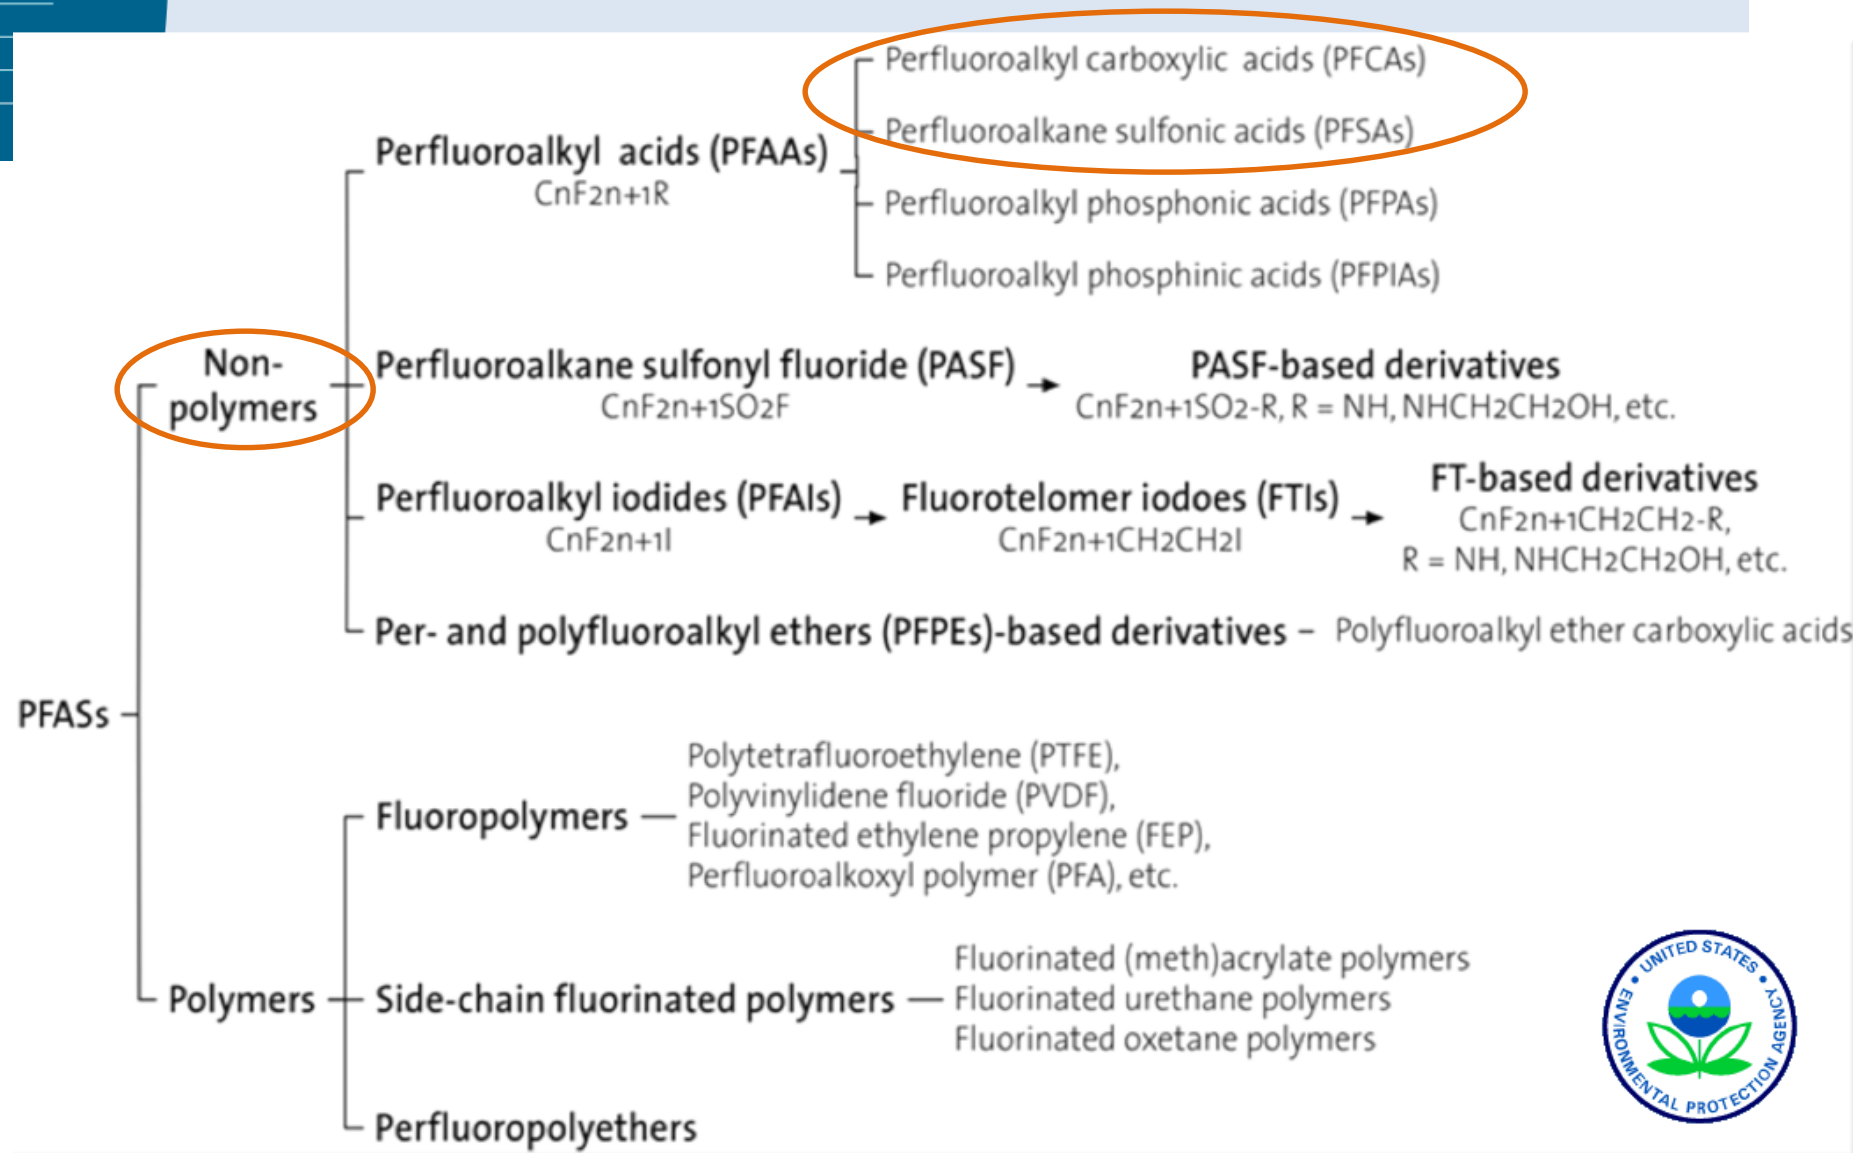 Perfluoroalkyl carboxylic acids (PFCAs)
Perfluoroalkane sulfonic acids (PFSAs)
Perfluoroalkyl acids (PFAAs)
CnF2n+1R
Perfluoroalkyl phosphonic acids (PFPAs)
Perfluoroalkyl phosphinic acids (PFPIAs)
Non-
polymers
Perfluoroalkane sulfonyl fluoride (PASF)
CnF2n+1SO2F
PASF-based derivatives
CnF2n+1SO2-R, R = NH, NHCH2CH2OH, etc.
Perfluoroalkyl iodides (PFAIs)
CnF2n+1I
Fluorotelomer iodoes (FTIs)
CnF2n+1CH2CH2I
FT-based derivatives
CnF2n+1CH2CH2-R,
R = NH, NHCH2CH2OH, etc.
Per- and polyfluoroalkyl ethers (PFPEs)-based derivatives – Polyfluoroalkyl ether carboxylic acids
PFASs
Fluoropolymers
Polytetrafluoroethylene (PTFE),
Polyvinylidene fluoride (PVDF),
Fluorinated ethylene propylene (FEP),
Perfluoroalkoxyl polymer (PFA), etc.
Polymers
Side-chain fluorinated polymers
Fluorinated (meth)acrylate polymers
Fluorinated urethane polymers
Fluorinated oxetane polymers
Perfluoropolyethers
UNITED STATES
ENVIRONMENTAL PROTECTION AGENCY